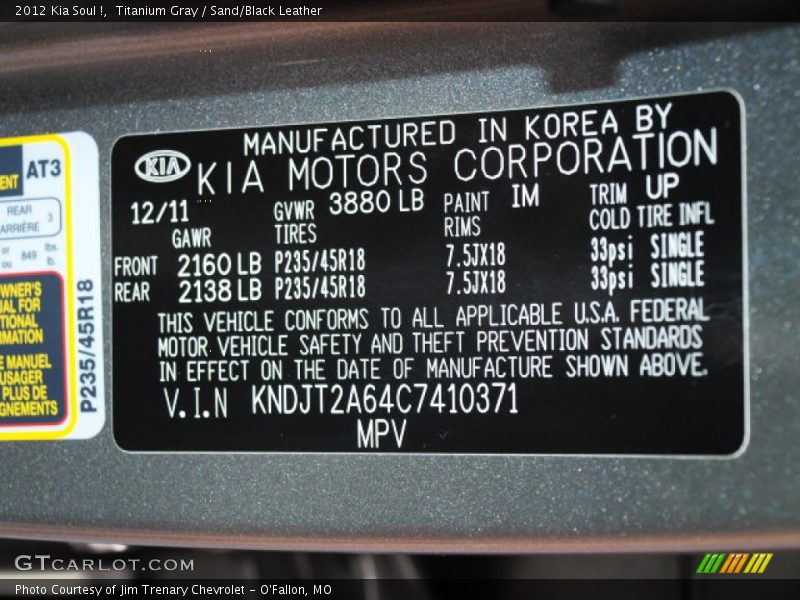 2012 Kia Soul !, Titanium Gray / Sand/Black Leather
MANUFACTURED IN KOREA BY
KIA KIA MOTORS CORPORATION
12/11 GVWR 3880 LB PAINT IM TRIM UP
GAWR TIRES RIMS COLD TIRE INFL
FRONT 2160 LB P235/45R18 7.5JX18 33psi SINGLE
REAR 2138 LB P235/45R18 7.5JX18 33psi SINGLE
THIS VEHICLE CONFORMS TO ALL APPLICABLE U.S.A. FEDERAL
MOTOR VEHICLE SAFETY AND THEFT PREVENTION STANDARDS
IN EFFECT ON THE DATE OF MANUFACTURE SHOWN ABOVE.
V.I.N KNDJT2A64C7410371
MPV
AT3
REAR 3
ARRIÈRE
or 849 lbs.
ou lb.
OWNER'S
FOR
MANUEL
PLUS DE
P235/45R18
GTCARLOT.COM
Photo Courtesy of Jim Trenary Chevrolet - O'Fallon, MO